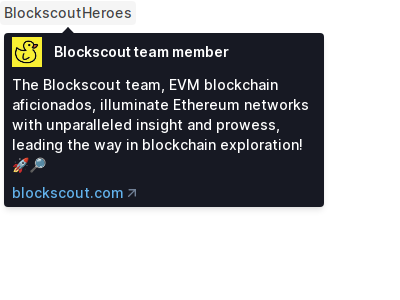 BlockscoutHeroes
Blockscout team member
The Blockscout team, EVM blockchain
aficionados, illuminate Ethereum networks
with unparalleled insight and prowess,
leading the way in blockchain exploration!
🚀🔎
blockscout.com ↗